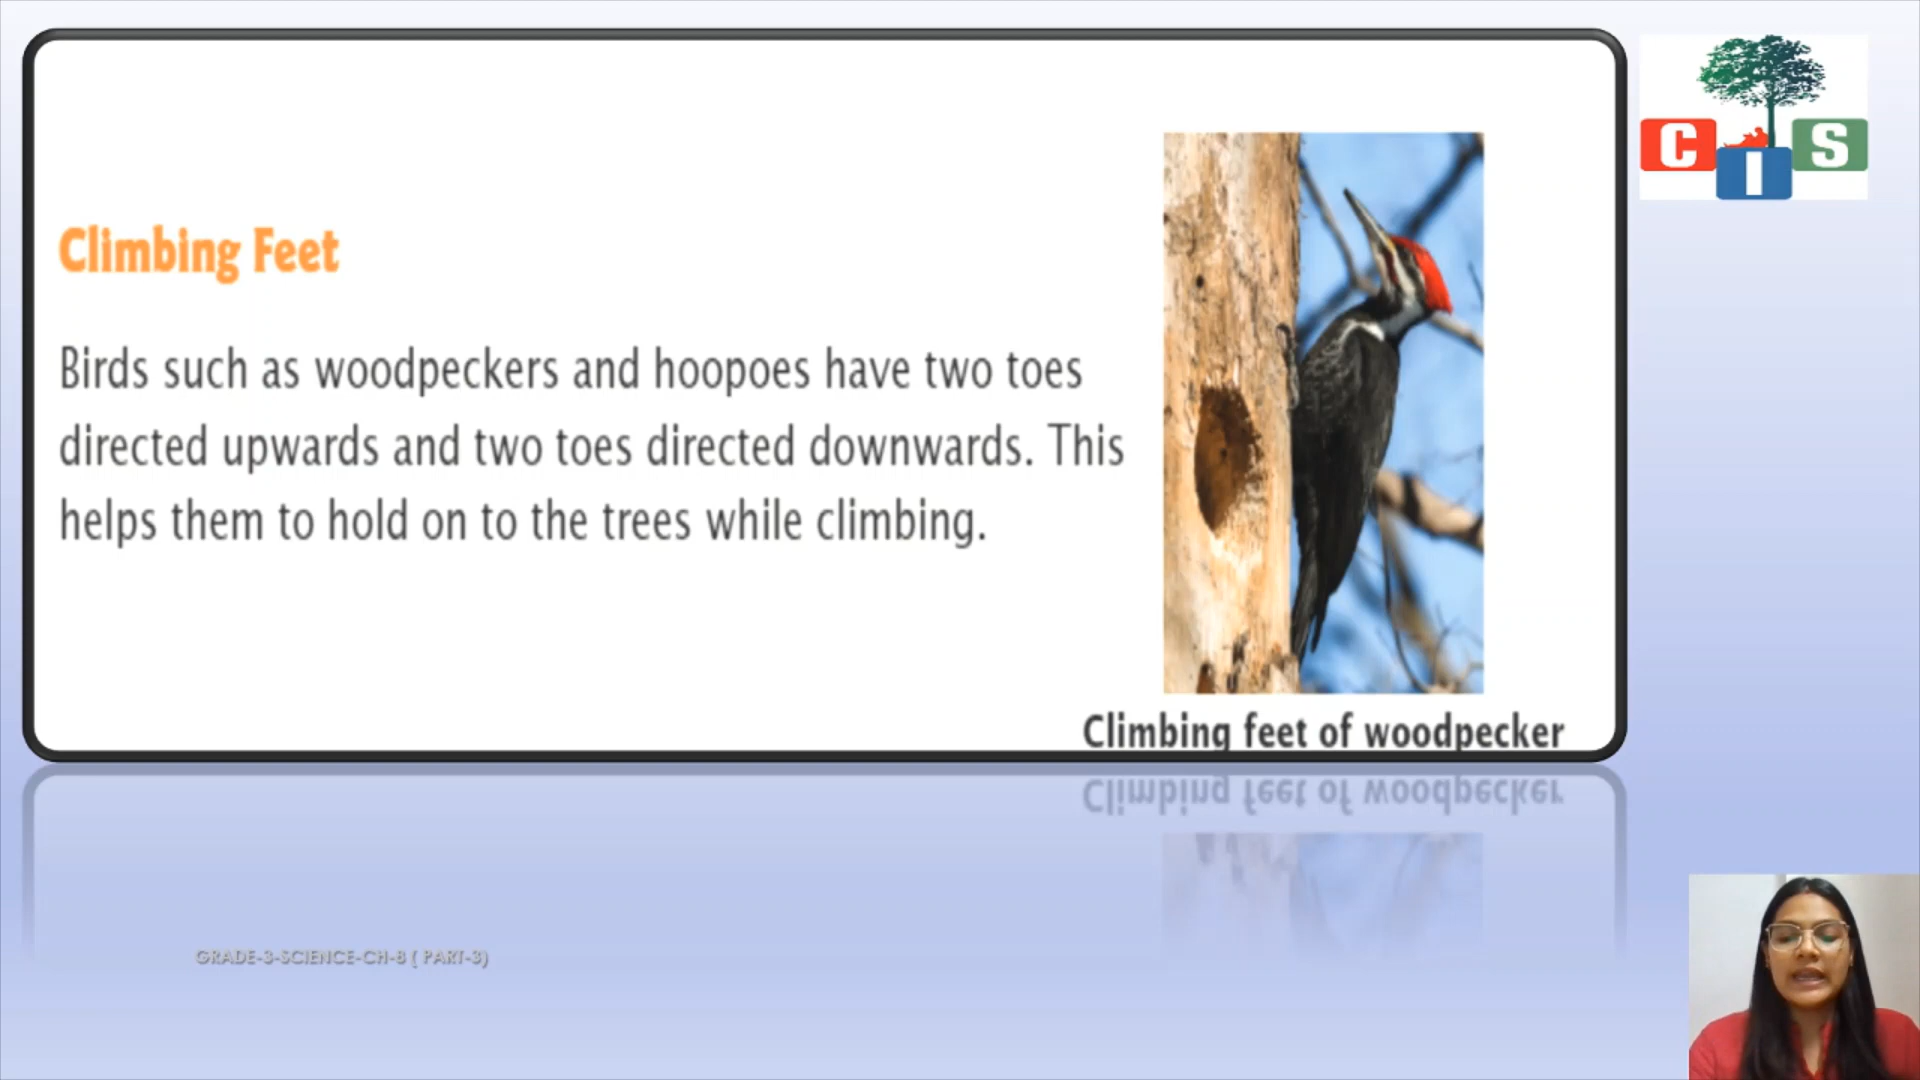 C I S
Climbing Feet
Birds such as woodpeckers and hoopoes have two toes
directed upwards and two toes directed downwards. This
helps them to hold on to the trees while climbing.
Climbing feet of woodpecker
GRADE-3-SCIENCE-CH-8 ( PART-3)